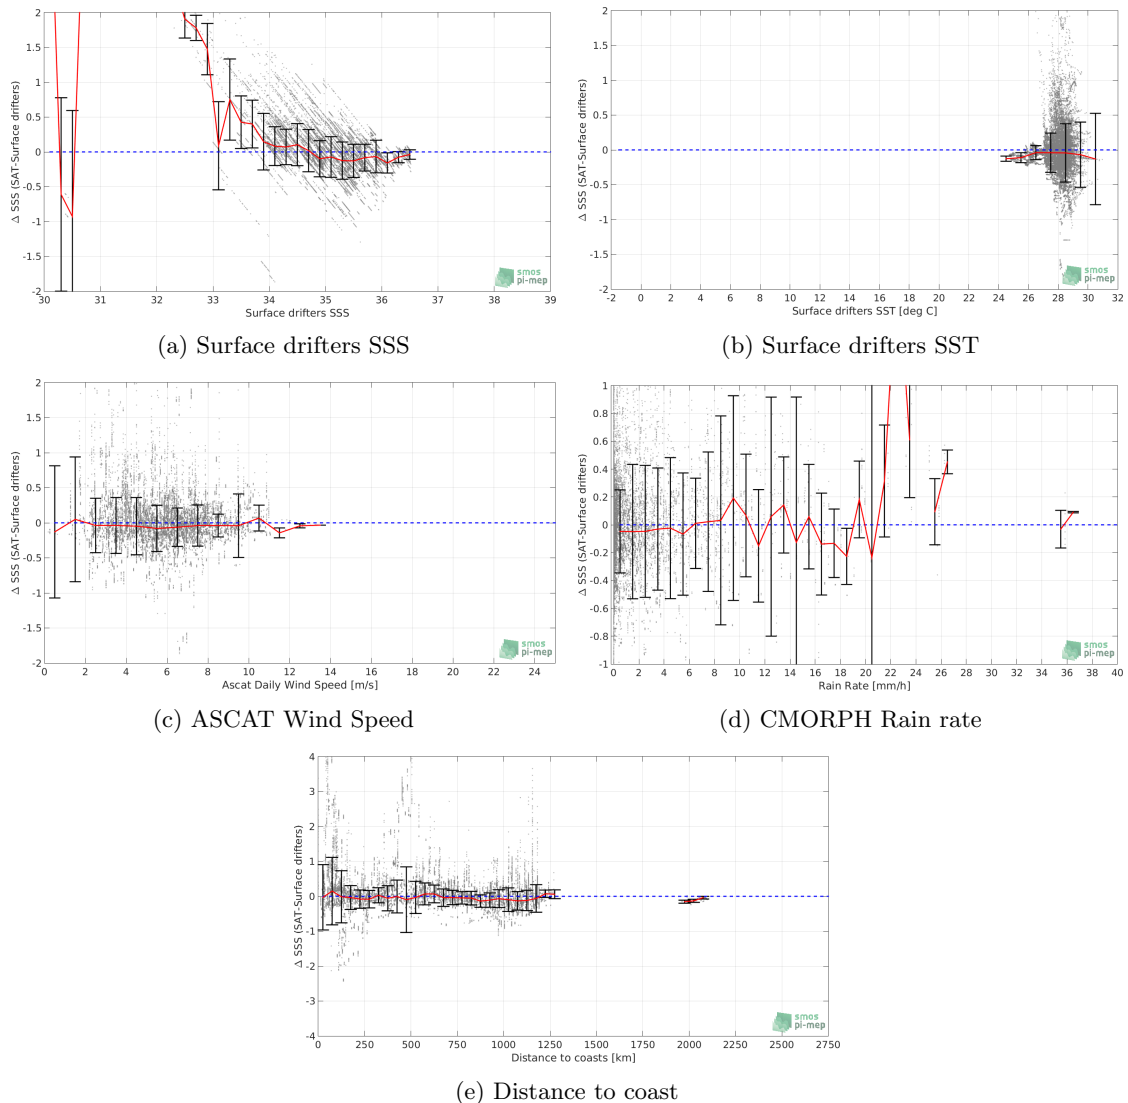 2
1.5
1
0.5
0
-0.5
-1
-1.5
-2
Δ SSS (SAT-Surface drifters)
30 31 32 33 34 35 36 37 38 39
Surface drifters SSS
smos
pi-mep
(a) Surface drifters SSS
2
1.5
1
0.5
0
-0.5
-1
-1.5
-2
Δ SSS (SAT-Surface drifters)
-2 0 2 4 6 8 10 12 14 16 18 20 22 24 26 28 30 32
Surface drifters SST [deg C]
smos
pi-mep
(b) Surface drifters SST
2
1.5
1
0.5
0
-0.5
-1
-1.5
-2
Δ SSS (SAT-Surface drifters)
0 2 4 6 8 10 12 14 16 18 20 22 24
Ascat Daily Wind Speed [m/s]
smos
pi-mep
(c) ASCAT Wind Speed
1
0.8
0.6
0.4
0.2
0
-0.2
-0.4
-0.6
-0.8
-1
Δ SSS (SAT-Surface drifters)
0 2 4 6 8 10 12 14 16 18 20 22 24 26 28 30 32 34 36 38 40
Rain Rate [mm/h]
smos
pi-mep
(d) CMORPH Rain rate
4
3
2
1
0
-1
-2
-3
-4
Δ SSS (SAT-Surface drifters)
0 250 500 750 1000 1250 1500 1750 2000 2250 2500 2750
Distance to coasts [km]
smos
pi-mep
(e) Distance to coast